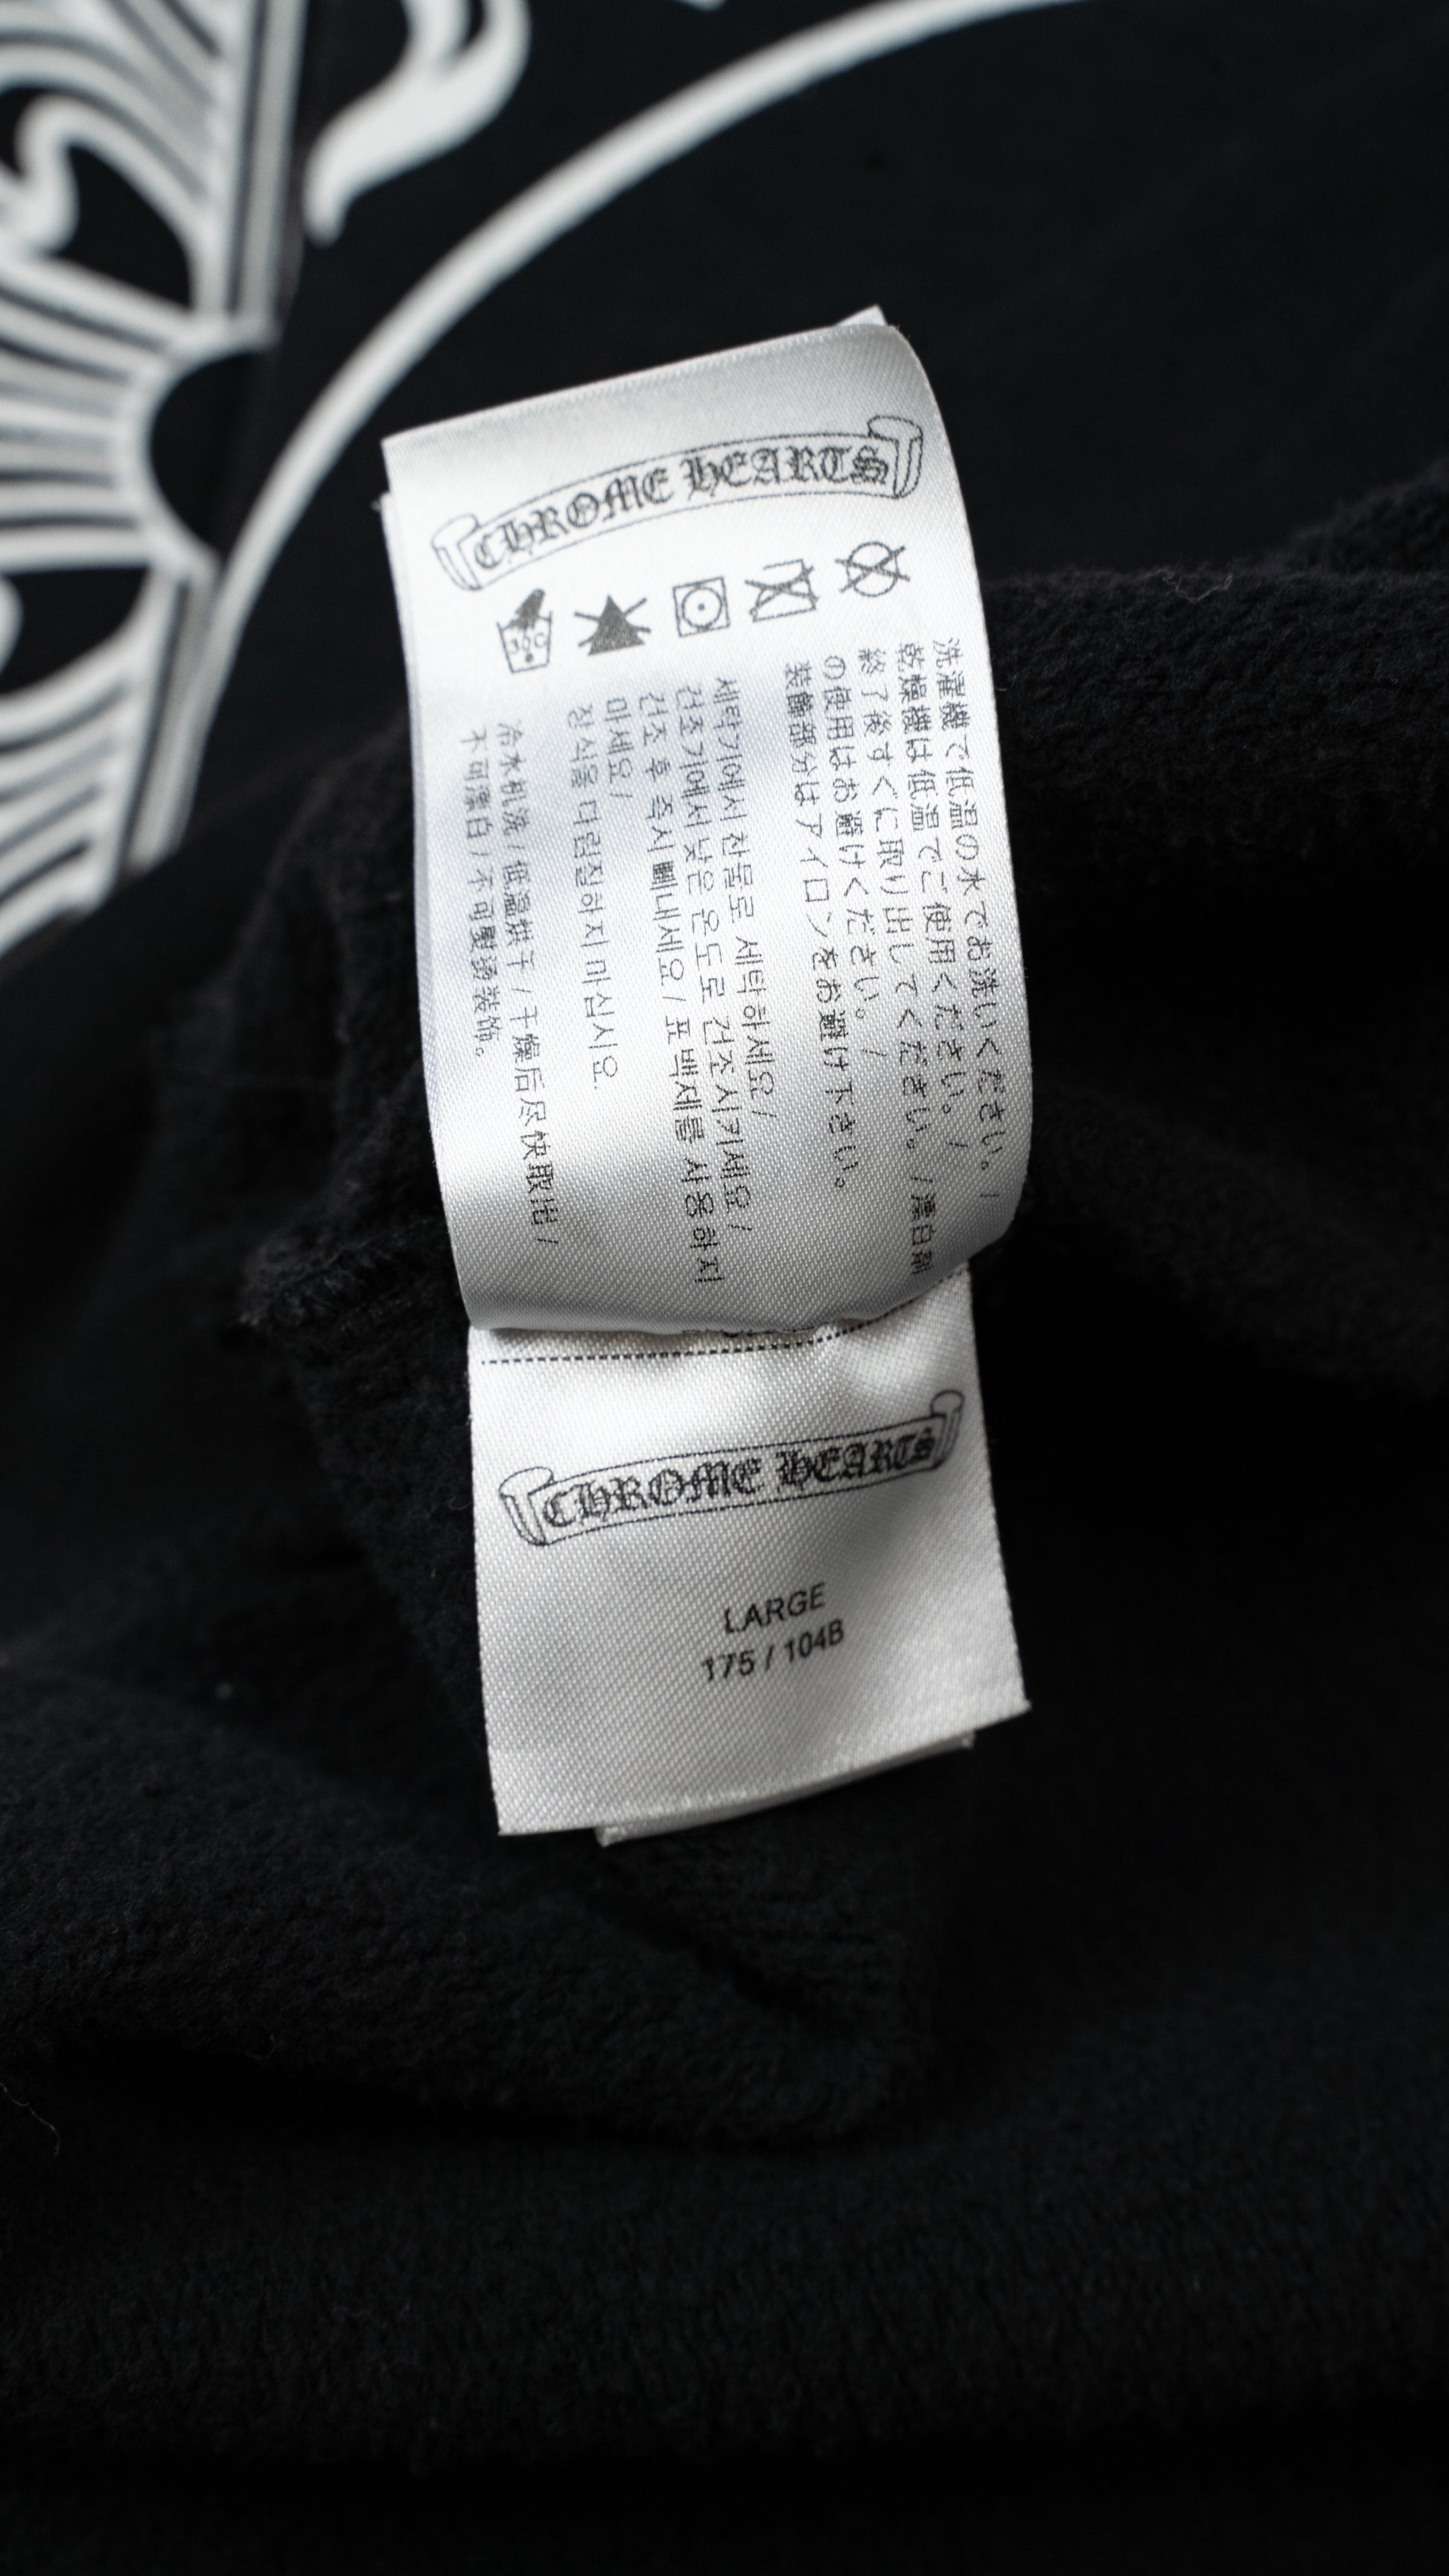 CHROME HEARTS
30C
洗濯機で低温の水でお洗いください。/
乾燥機は低温でご使用ください。/
終了後すぐに取り出してください。/漂白剤
の使用はお避けください。/
装飾部分はアイロンをお避け下さい。
세탁기에서 찬물로 세탁하세요/
건조기에서 낮은 온도로 건조시키세요/
건조 후 즉시 빼내세요/표백제를 사용하지
마세요/
장식을 다림질하지 마십시요.
冷水机洗/低温烘干/干燥后尽快取出/
不可漂白/不可熨烫装饰。
CHROME HEARTS
LARGE
175 / 104B